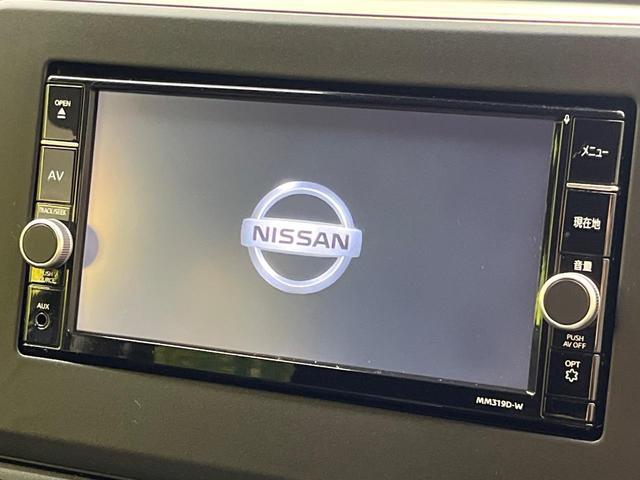 OPEN
AV
TRACK/SEEK
PUSH
SOURCE
AUX
NISSAN
メニュー
現在地
音量
PUSH
AV OFF
OPT
MM319D-W